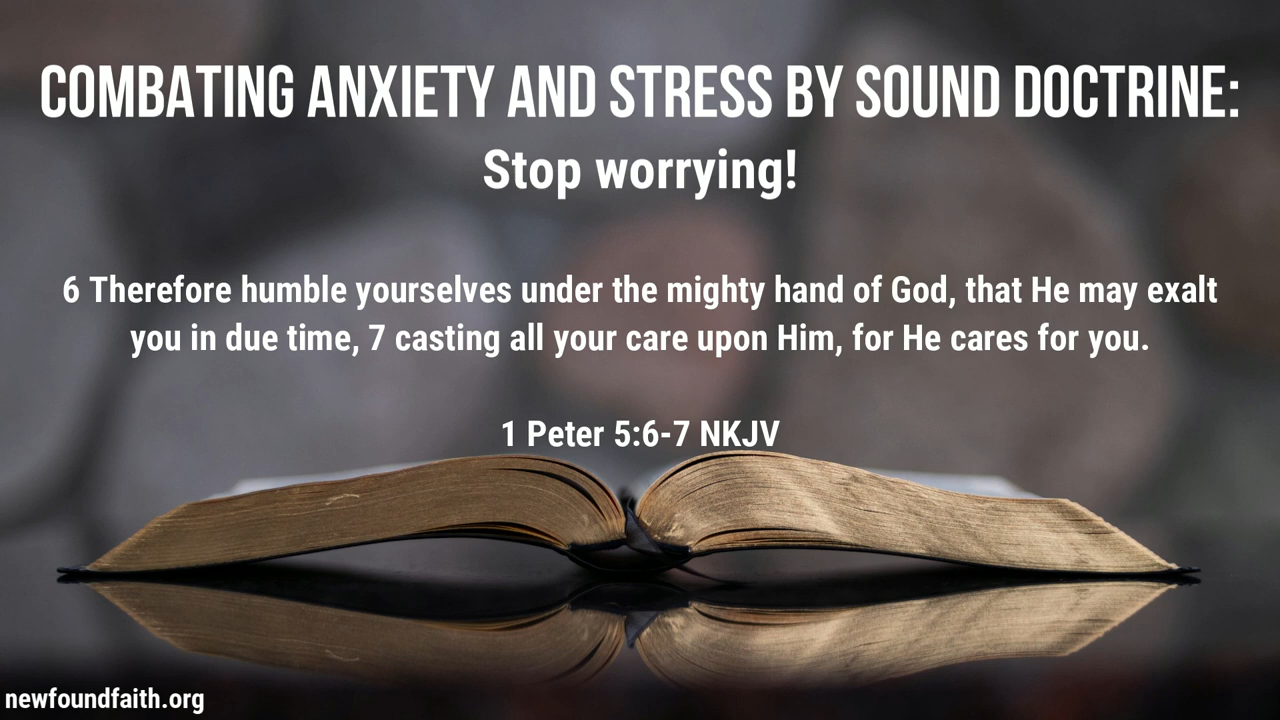 COMBATING ANXIETY AND STRESS BY SOUND DOCTRINE:
Stop worrying!
6 Therefore humble yourselves under the mighty hand of God, that He may exalt
you in due time, 7 casting all your care upon Him, for He cares for you.
1 Peter 5:6-7 NKJV
newfoundfaith.org